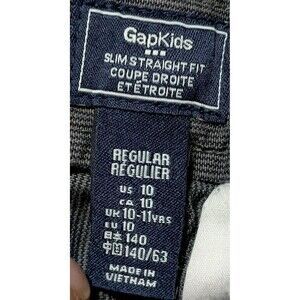 GapKids
SLIM STRAIGHT FIT
COUPE DROITE
ET ÉTROITE
REGULAR
RÉGULIER
US 10
CA 10
UK 10-11YRS
EU 10
日本 140
中国 140/63
MADE IN
VIETNAM